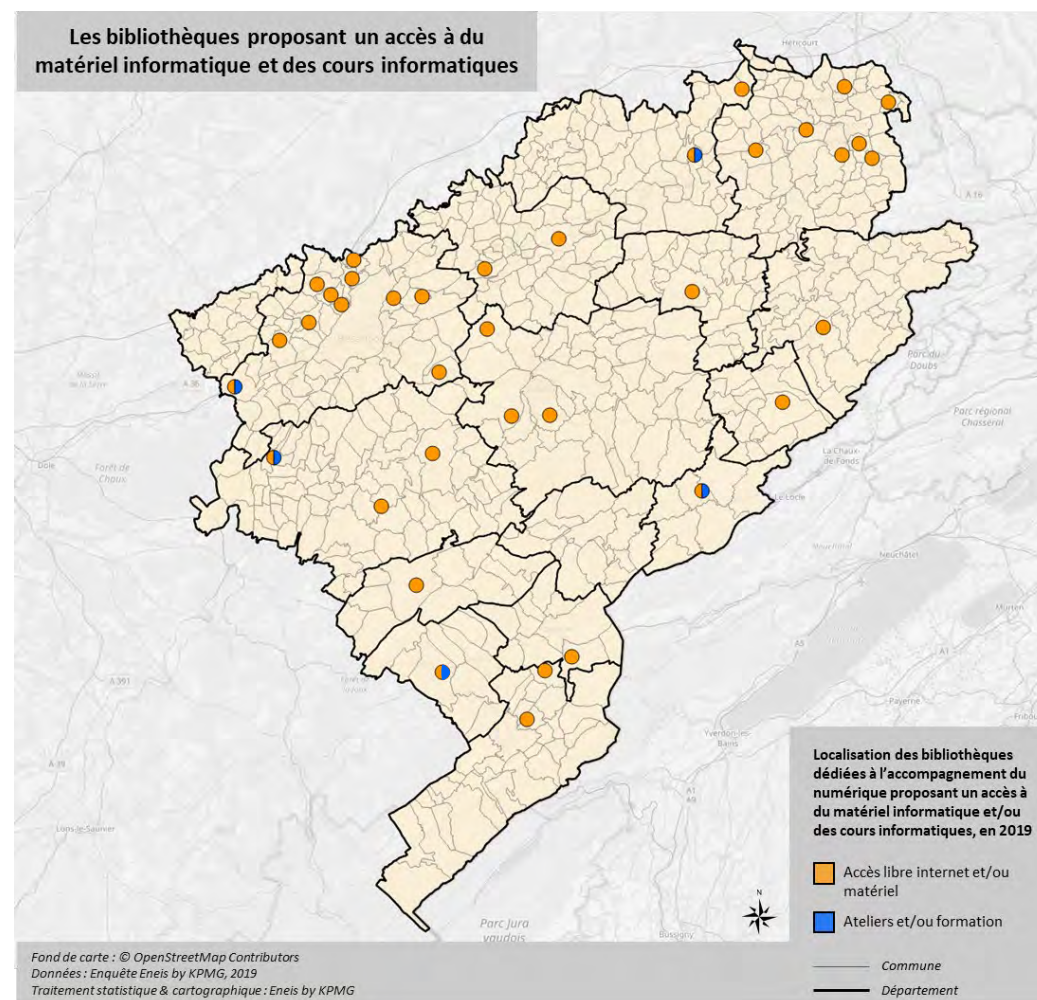 Les bibliothèques proposant un accès à du
matériel informatique et des cours informatiques
Héricourt
A 16
Parc du
Doubs
Parc régional
Chasseral
A 36
La Chaux-
de-Fonds
Le Locle
Dole
Forêt de
Chaux
Neuchâtel
Morten
A5
A1
A 391
Payerne
Fribou
Yverdon-les-
Bains
A 39
A1
A9
Lons-le-Saunier
Parc Jura
vaudois
Bussigny
Localisation des bibliothèques
dédiées à l'accompagnement du
numérique proposant un accès à
du matériel informatique et/ou
des cours informatiques, en 2019
Accès libre internet et/ou
matériel
Ateliers et/ou formation
N
Commune
Département
Fond de carte : © OpenStreetMap Contributors
Données : Enquête Eneis by KPMG, 2019
Traitement statistique & cartographique : Eneis by KPMG